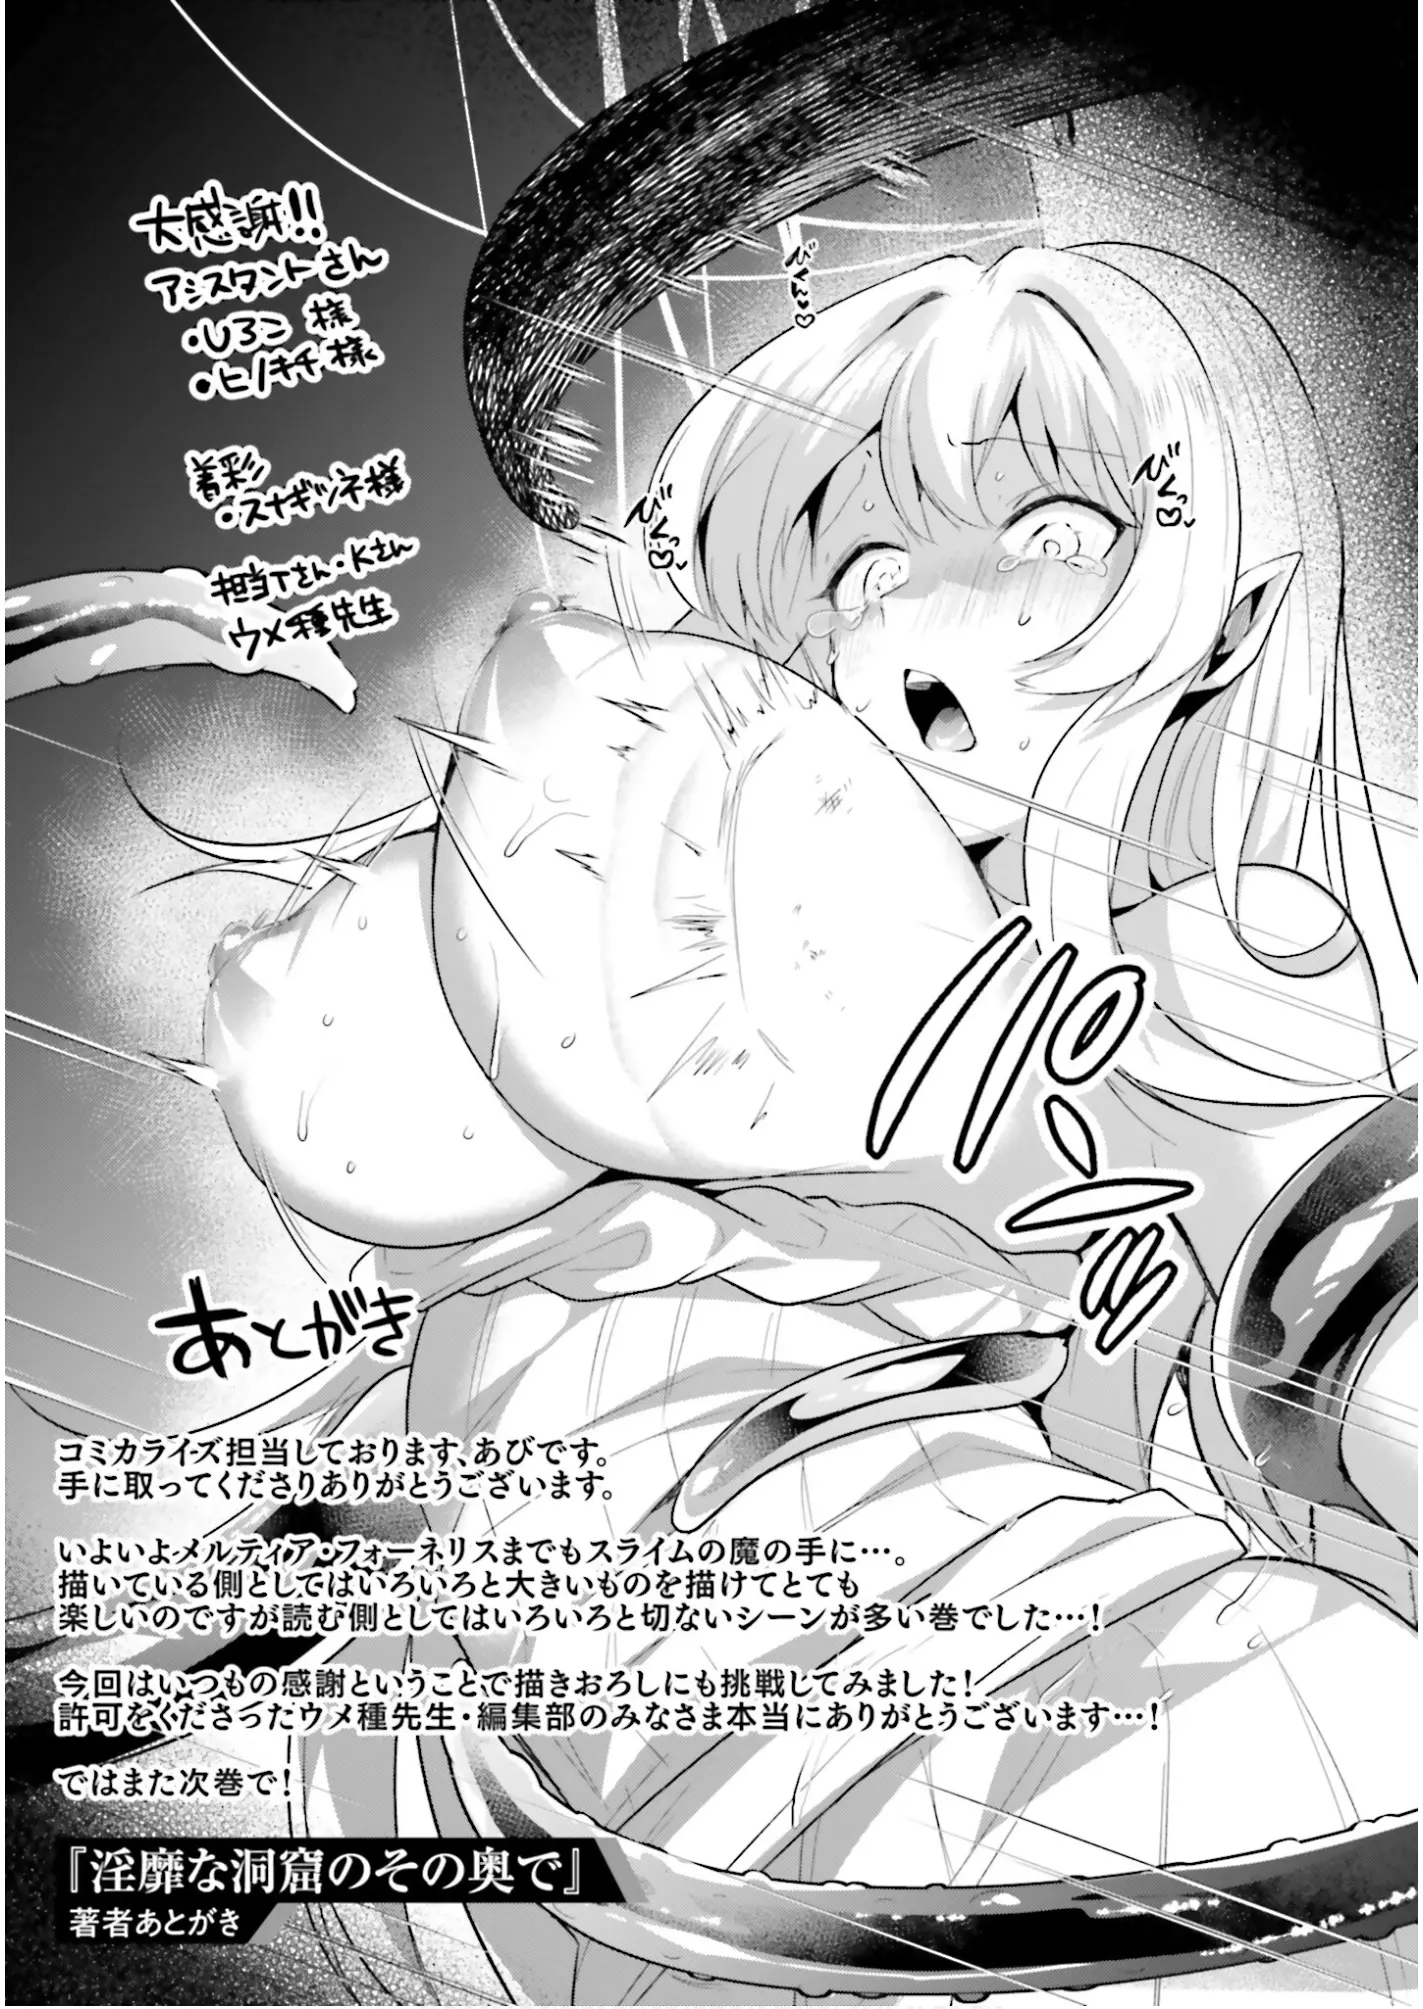 大感謝!!
アシスタントさん
・しろこ 様
・ヒノキチ様
着彩
・スナギツネ様
担当Tさん・Kさん
ウメ種先生
びくんっ♡
びくっ♡
びくっ♡
パンッ
あとがき
コミカライズ担当しております、あびです。
手に取ってくださりありがとうございます。
いよいよメルティア・フォーネリスまでもスライムの魔の手に…。
描いている側としてはいろいろと大きいものを描けてとても
楽しいのですが読む側としてはいろいろと切ないシーンが多い巻でした…!
今回はいつもの感謝ということで描きおろしにも挑戦してみました!
許可をくださったウメ種先生・編集部のみなさま本当にありがとうございます…!
ではまた次巻で!
『淫靡な洞窟のその奥で』
著者あとがき